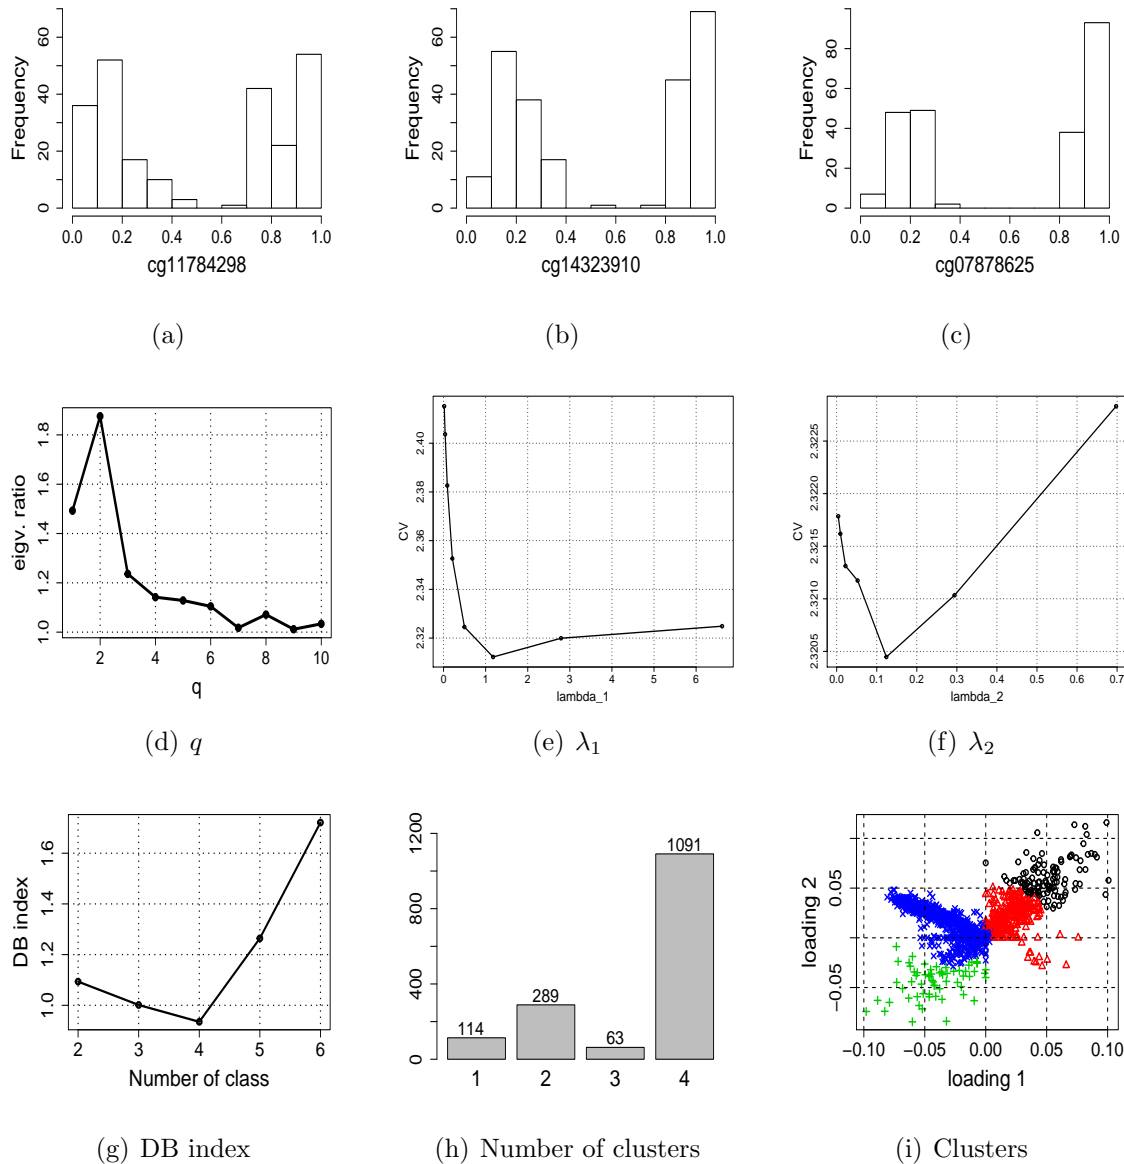 Frequency
0 20 40 60
0.0 0.2 0.4 0.6 0.8 1.0
cg11784298
(a)
Frequency
0 20 40 60
0.0 0.2 0.4 0.6 0.8 1.0
cg14323910
(b)
Frequency
0 20 40 60 80
0.0 0.2 0.4 0.6 0.8 1.0
cg07878625
(c)
eigv. ratio
1.0 1.2 1.4 1.6 1.8
2 4 6 8 10
q
(d) q
CV
2.32 2.34 2.36 2.38 2.40
0 1 2 3 4 5 6
lambda_1
(e) λ1
CV
2.3205 2.3210 2.3215 2.3220 2.3225
0.0 0.1 0.2 0.3 0.4 0.5 0.6 0.7
lambda_2
(f) λ2
DB index
1.0 1.2 1.4 1.6
2 3 4 5 6
Number of class
(g) DB index
0 400 800 1200
114 289 63 1091
1 2 3 4
(h) Number of clusters
loading 2
−0.05 0.05
−0.10 −0.05 0.00 0.05 0.10
loading 1
(i) Clusters